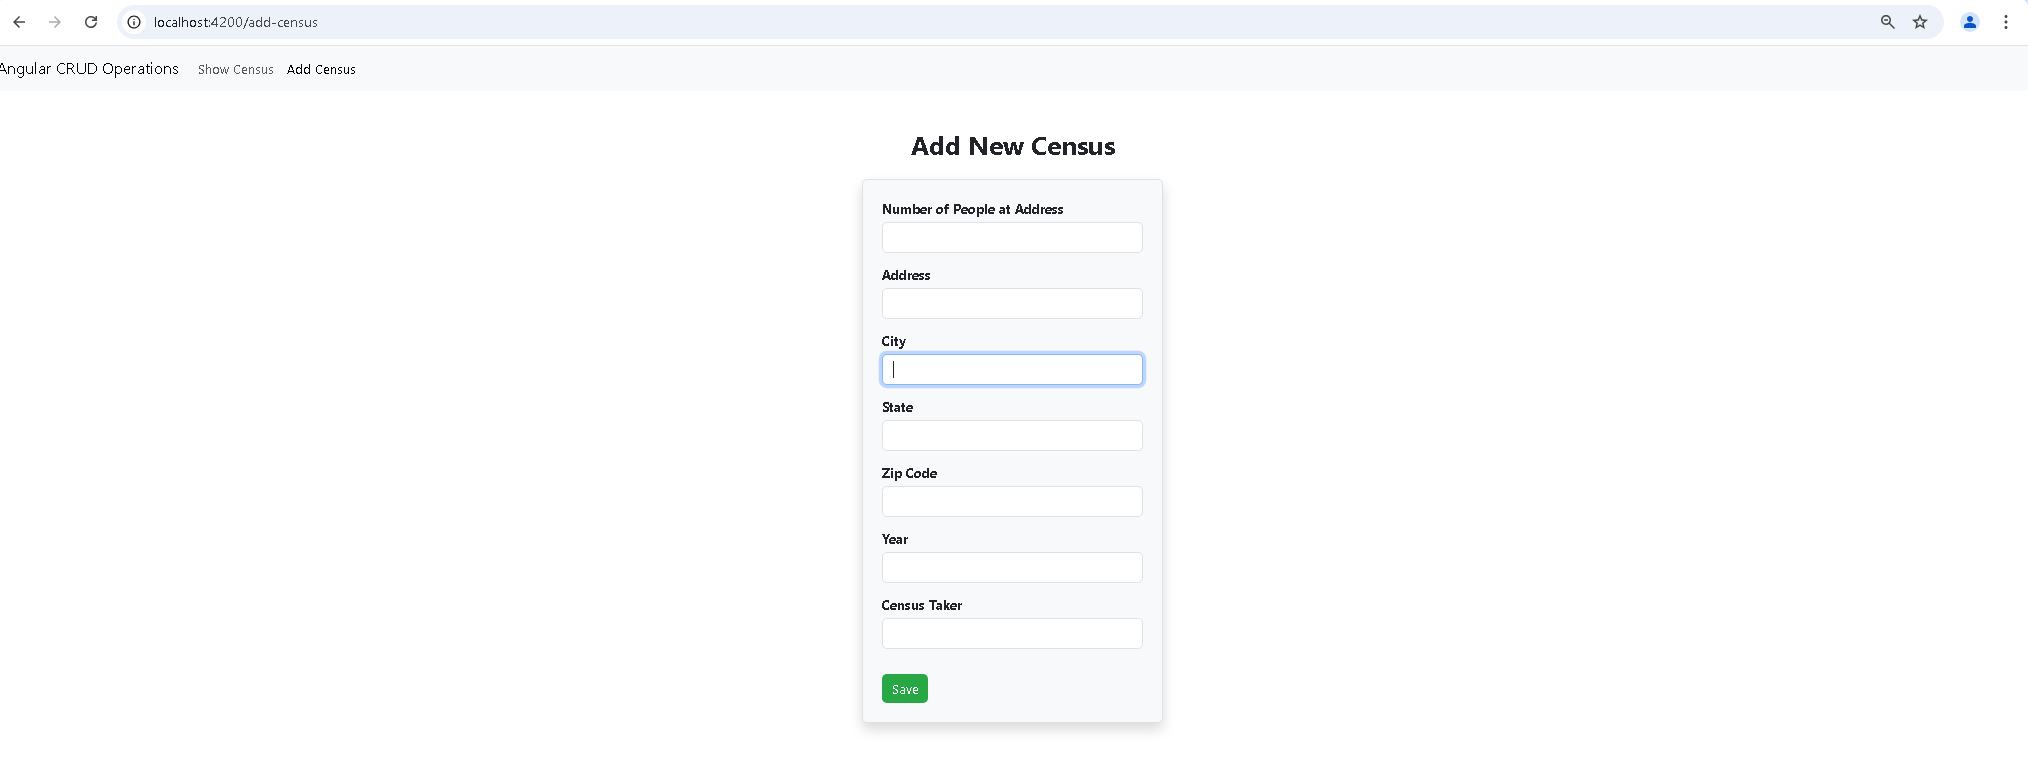 localhost:4200/add-census
Angular CRUD Operations Show Census Add Census
Add New Census
Number of People at Address
Address
City
State
Zip Code
Year
Census Taker
Save